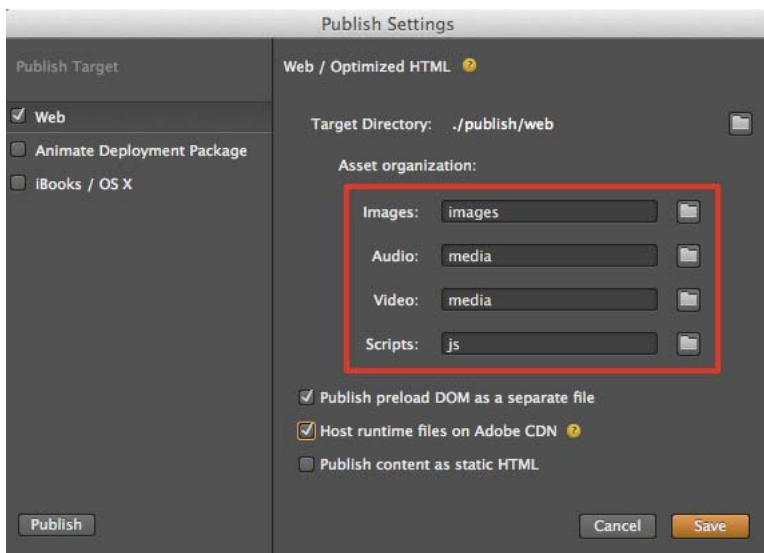 Publish Settings
Publish Target
Web
Animate Deployment Package
iBooks / OS X
Publish
Web / Optimized HTML ?
Target Directory: ./publish/web
Asset organization:
Images: images
Audio: media
Video: media
Scripts: js
Publish preload DOM as a separate file
Host runtime files on Adobe CDN ?
Publish content as static HTML
Cancel Save